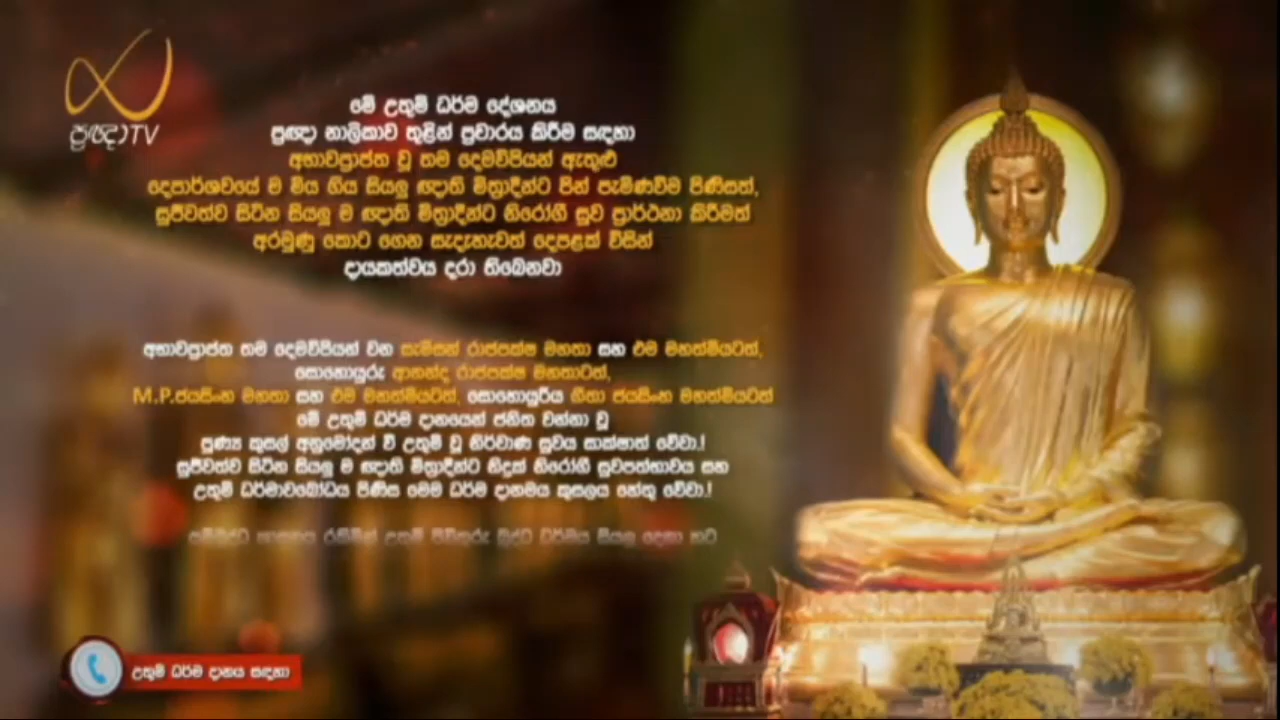 ප්‍රඥාTV
මේ උතුම් ධර්ම දේශනය
ප්‍රඥා නාලිකාව තුළින් ප්‍රචාරය කිරීම සඳහා
අභාවප්‍රාප්ත වූ තම දෙමව්පියන් ඇතුළු
දෙපාර්ශවයේ ම මිය ගිය සියලු ඥාති මිත්‍රාදීන්ට පින් පැමිණවීම පිණිසත්,
සුජීවත්ව සිටින සියලු ම ඥාති මිත්‍රාදීන්ට නිරෝගී සුව ප්‍රාර්ථනා කිරීමත්
අරමුණු කොට ගෙන සැදැහැවත් දෙපළක් විසින්
දායකත්වය දරා තිබෙනවා
අභාවප්‍රාප්ත තම දෙමව්පියන් වන සැම්සන් රාජපක්ෂ මහතා සහ එම මහත්මියටත්,
සොහොයුරු ආනන්ද රාජපක්ෂ මහතාටත්,
M.P.ජයසිංහ මහතා සහ එම මහත්මියටත්, සොහොයුරිය ගීතා ජයසිංහ මහත්මියටත්
මේ උතුම් ධර්ම දානයෙන් ජනිත වන්නා වූ
පුණ්‍ය කුසල් අනුමෝදන් වී උතුම් වූ නිර්වාණ සුවය සාක්ෂාත් වේවා.!
සුජීවත්ව සිටින සියලු ම ඥාති මිත්‍රාදීන්ට නිදුක් නිරෝගී සුවපත්භාවය සහ
උතුම් ධර්මාවබෝධය පිණිස මෙම ධර්ම දානමය කුසලය හේතු වේවා.!
උතුම් ධර්ම දානය සඳහා